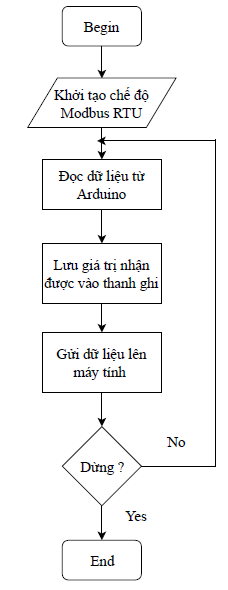 Begin
Khởi tạo chế độ
Modbus RTU
Đọc dữ liệu từ
Arduino
Lưu giá trị nhận
được vào thanh ghi
Gửi dữ liệu lên
máy tính
No
Dừng ?
Yes
End